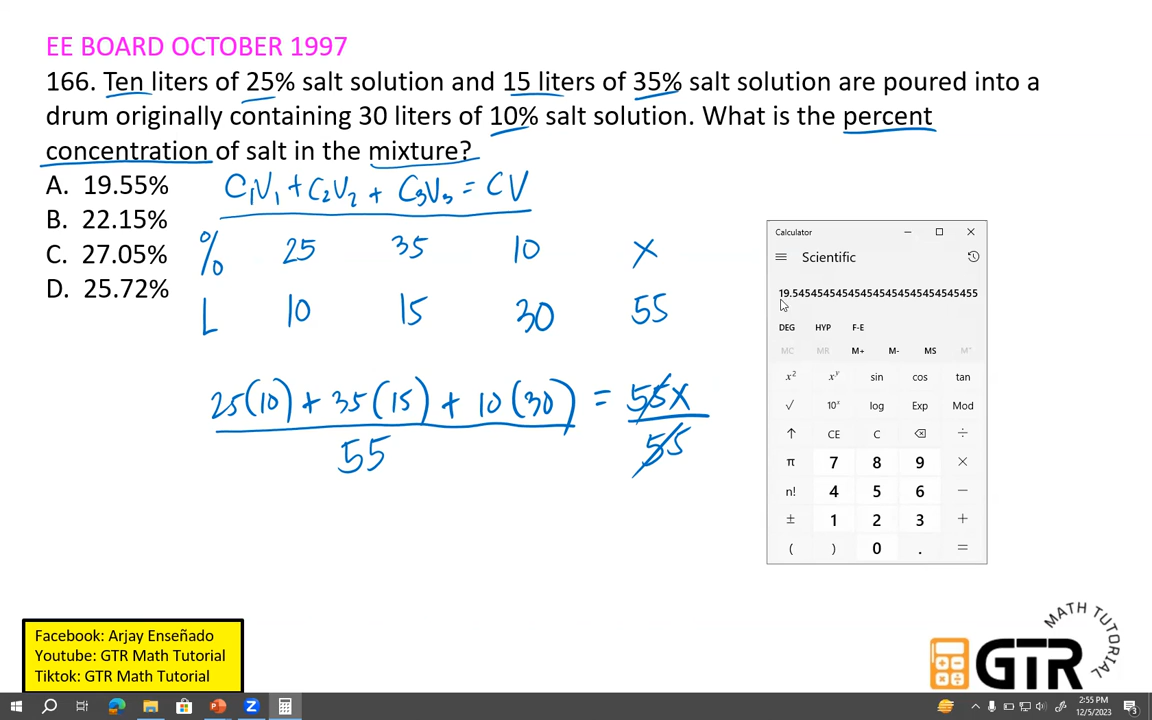 EE BOARD OCTOBER 1997
166. Ten liters of 25% salt solution and 15 liters of 35% salt solution are poured into a
drum originally containing 30 liters of 10% salt solution. What is the percent
concentration of salt in the mixture?
A. 19.55%
B. 22.15%
C. 27.05%
D. 25.72%
C₁V₁ + C₂V₂ + C₃V₃ = CV
% 25 35 10 X
L 10 15 30 55
25(10) + 35(15) + 10(30) = 55X
55 55
Calculator
Scientific
19.545454545454545454545454545455
DEG HYP F-E
MC MR M+ M- MS M˅
x² xʸ sin cos tan
√ 10ˣ log Exp Mod
↑ CE C ÷
π 7 8 9 ×
n! 4 5 6 −
± 1 2 3 +
( ) 0 . =
Facebook: Arjay Enseñado
Youtube: GTR Math Tutorial
Tiktok: GTR Math Tutorial
GTR
MATH TUTORIAL
2:55 PM
12/5/2023
3